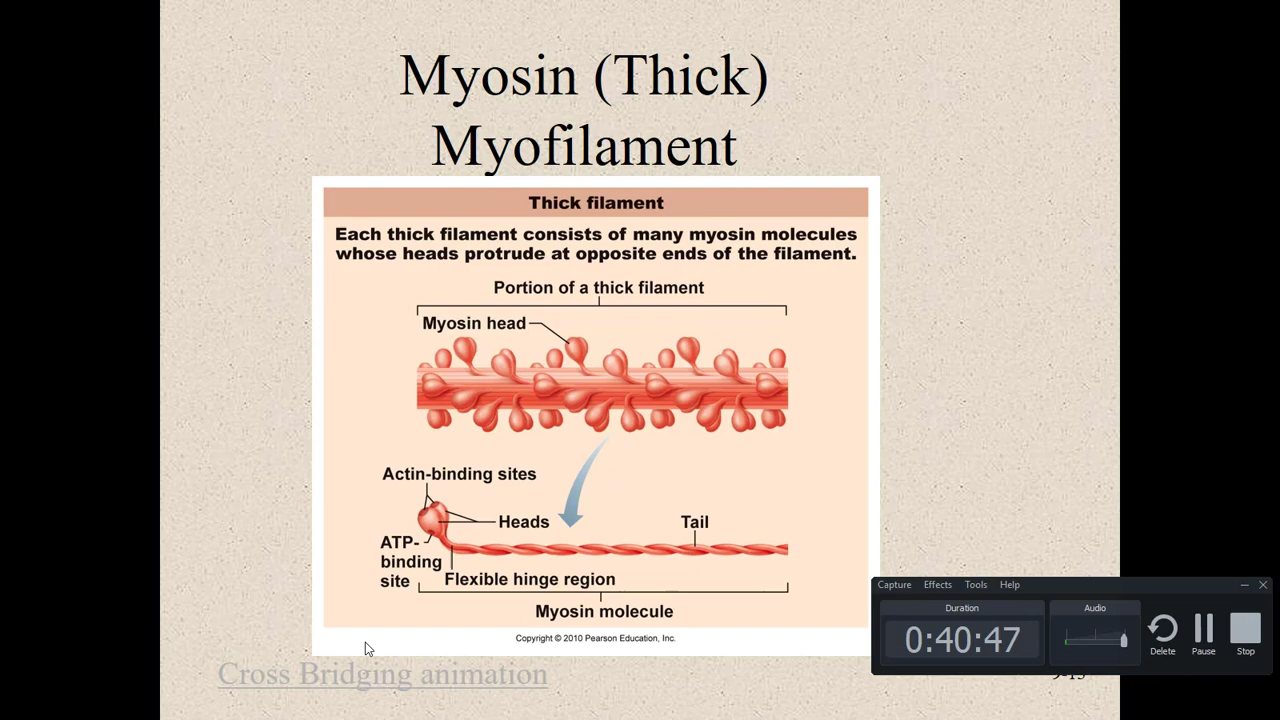 Myosin (Thick)
Myofilament
Thick filament
Each thick filament consists of many myosin molecules
whose heads protrude at opposite ends of the filament.
Portion of a thick filament
Myosin head
Actin-binding sites
Heads
Tail
ATP-
binding
site
Flexible hinge region
Myosin molecule
Copyright © 2010 Pearson Education, Inc.
Cross Bridging animation
Capture Effects Tools Help
Duration
Audio
0:40:47
Delete
Pause
Stop